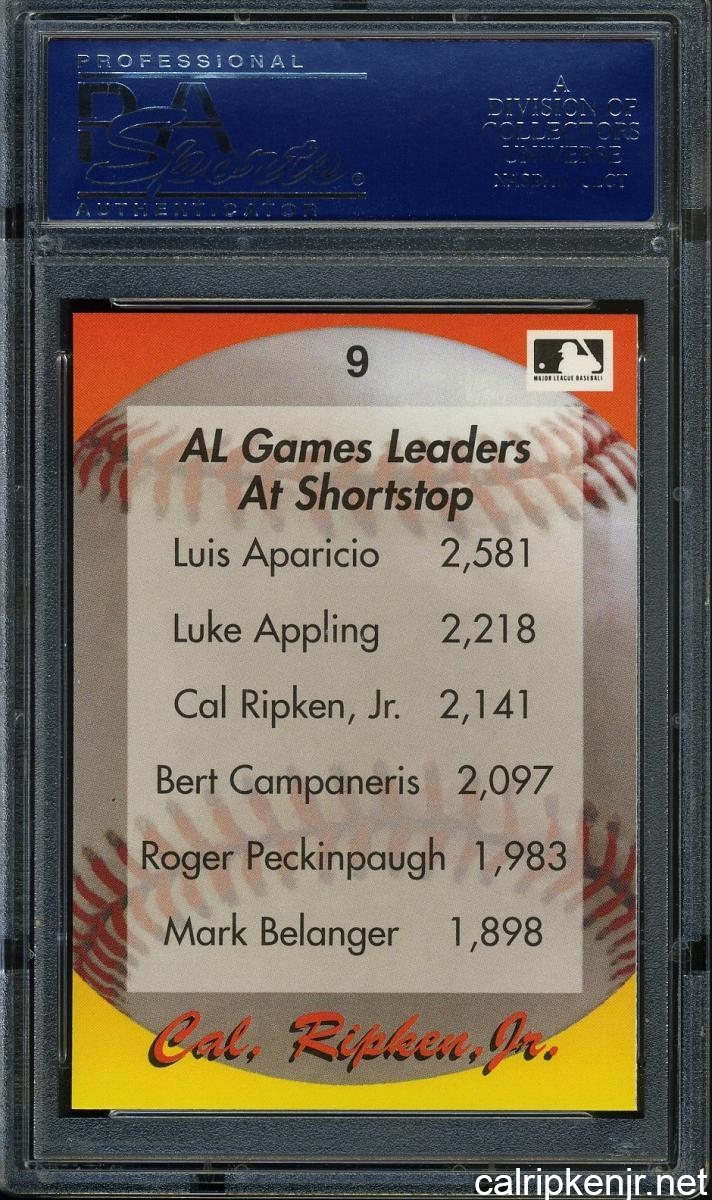 PROFESSIONAL
PSA
Sports®
AUTHENTICATOR
A
DIVISION OF
COLLECTORS
UNIVERSE
NASDAQ: CLCT
9
MAJOR LEAGUE BASEBALL
AL Games Leaders
At Shortstop
Luis Aparicio 2,581
Luke Appling 2,218
Cal Ripken, Jr. 2,141
Bert Campaneris 2,097
Roger Peckinpaugh 1,983
Mark Belanger 1,898
Cal, Ripken, Jr.
calripkenjr.net